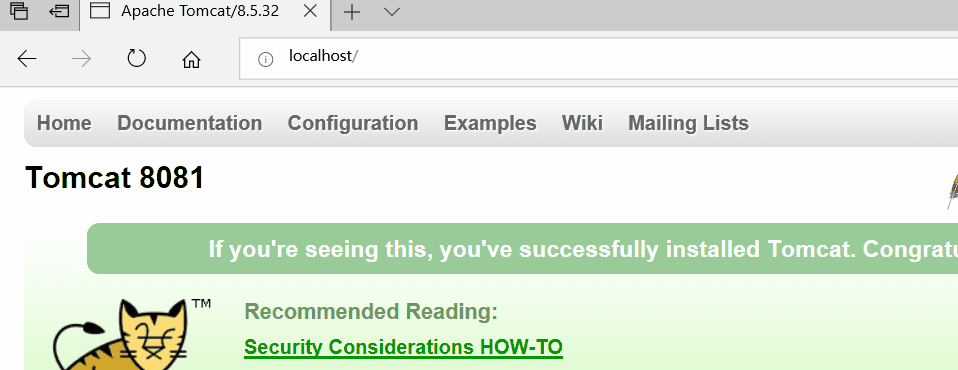 Apache Tomcat/8.5.32
localhost/
Home Documentation Configuration Examples Wiki Mailing Lists
Tomcat 8081
If you're seeing this, you've successfully installed Tomcat. Congratu
TM
Recommended Reading:
Security Considerations HOW-TO